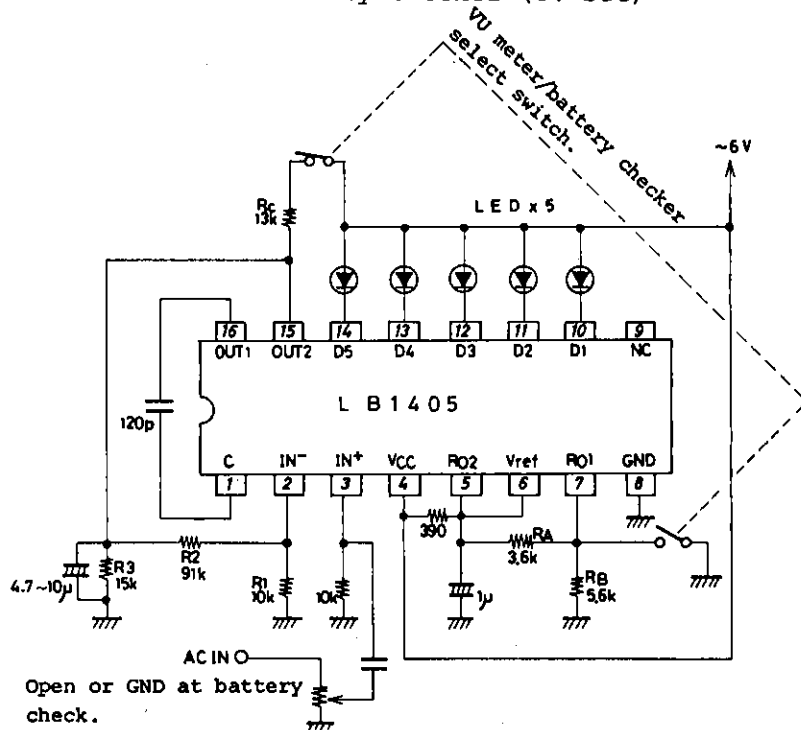 VU meter/battery checker
select switch.
~6V
Rc
13k
LED x 5
16 15 14 13 12 11 10 9
OUT1 OUT2 D5 D4 D3 D2 D1 NC
120p
LB1405
C IN⁻ IN⁺ VCC RO2 Vref RO1 GND
1 2 3 4 5 6 7 8
390
R2
91k
RA
3.6k
4.7~10μ
R3
15k
R1
10k
10k
1μ
RB
5.6k
AC IN
Open or GND at battery
check.